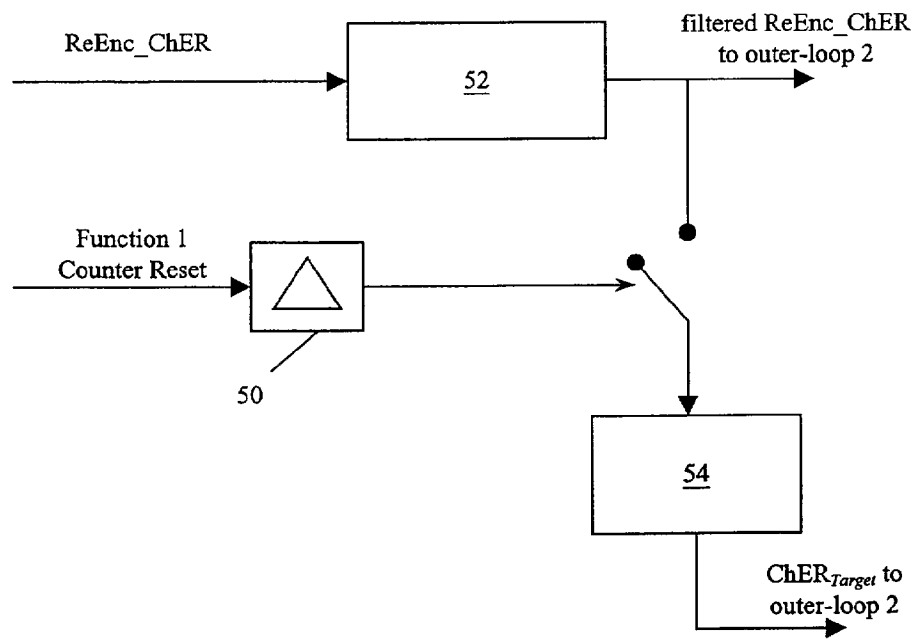 ReEnc_ChER
52
filtered ReEnc_ChER
to outer-loop 2
Function 1
Counter Reset
50
54
ChER_Target to
outer-loop 2